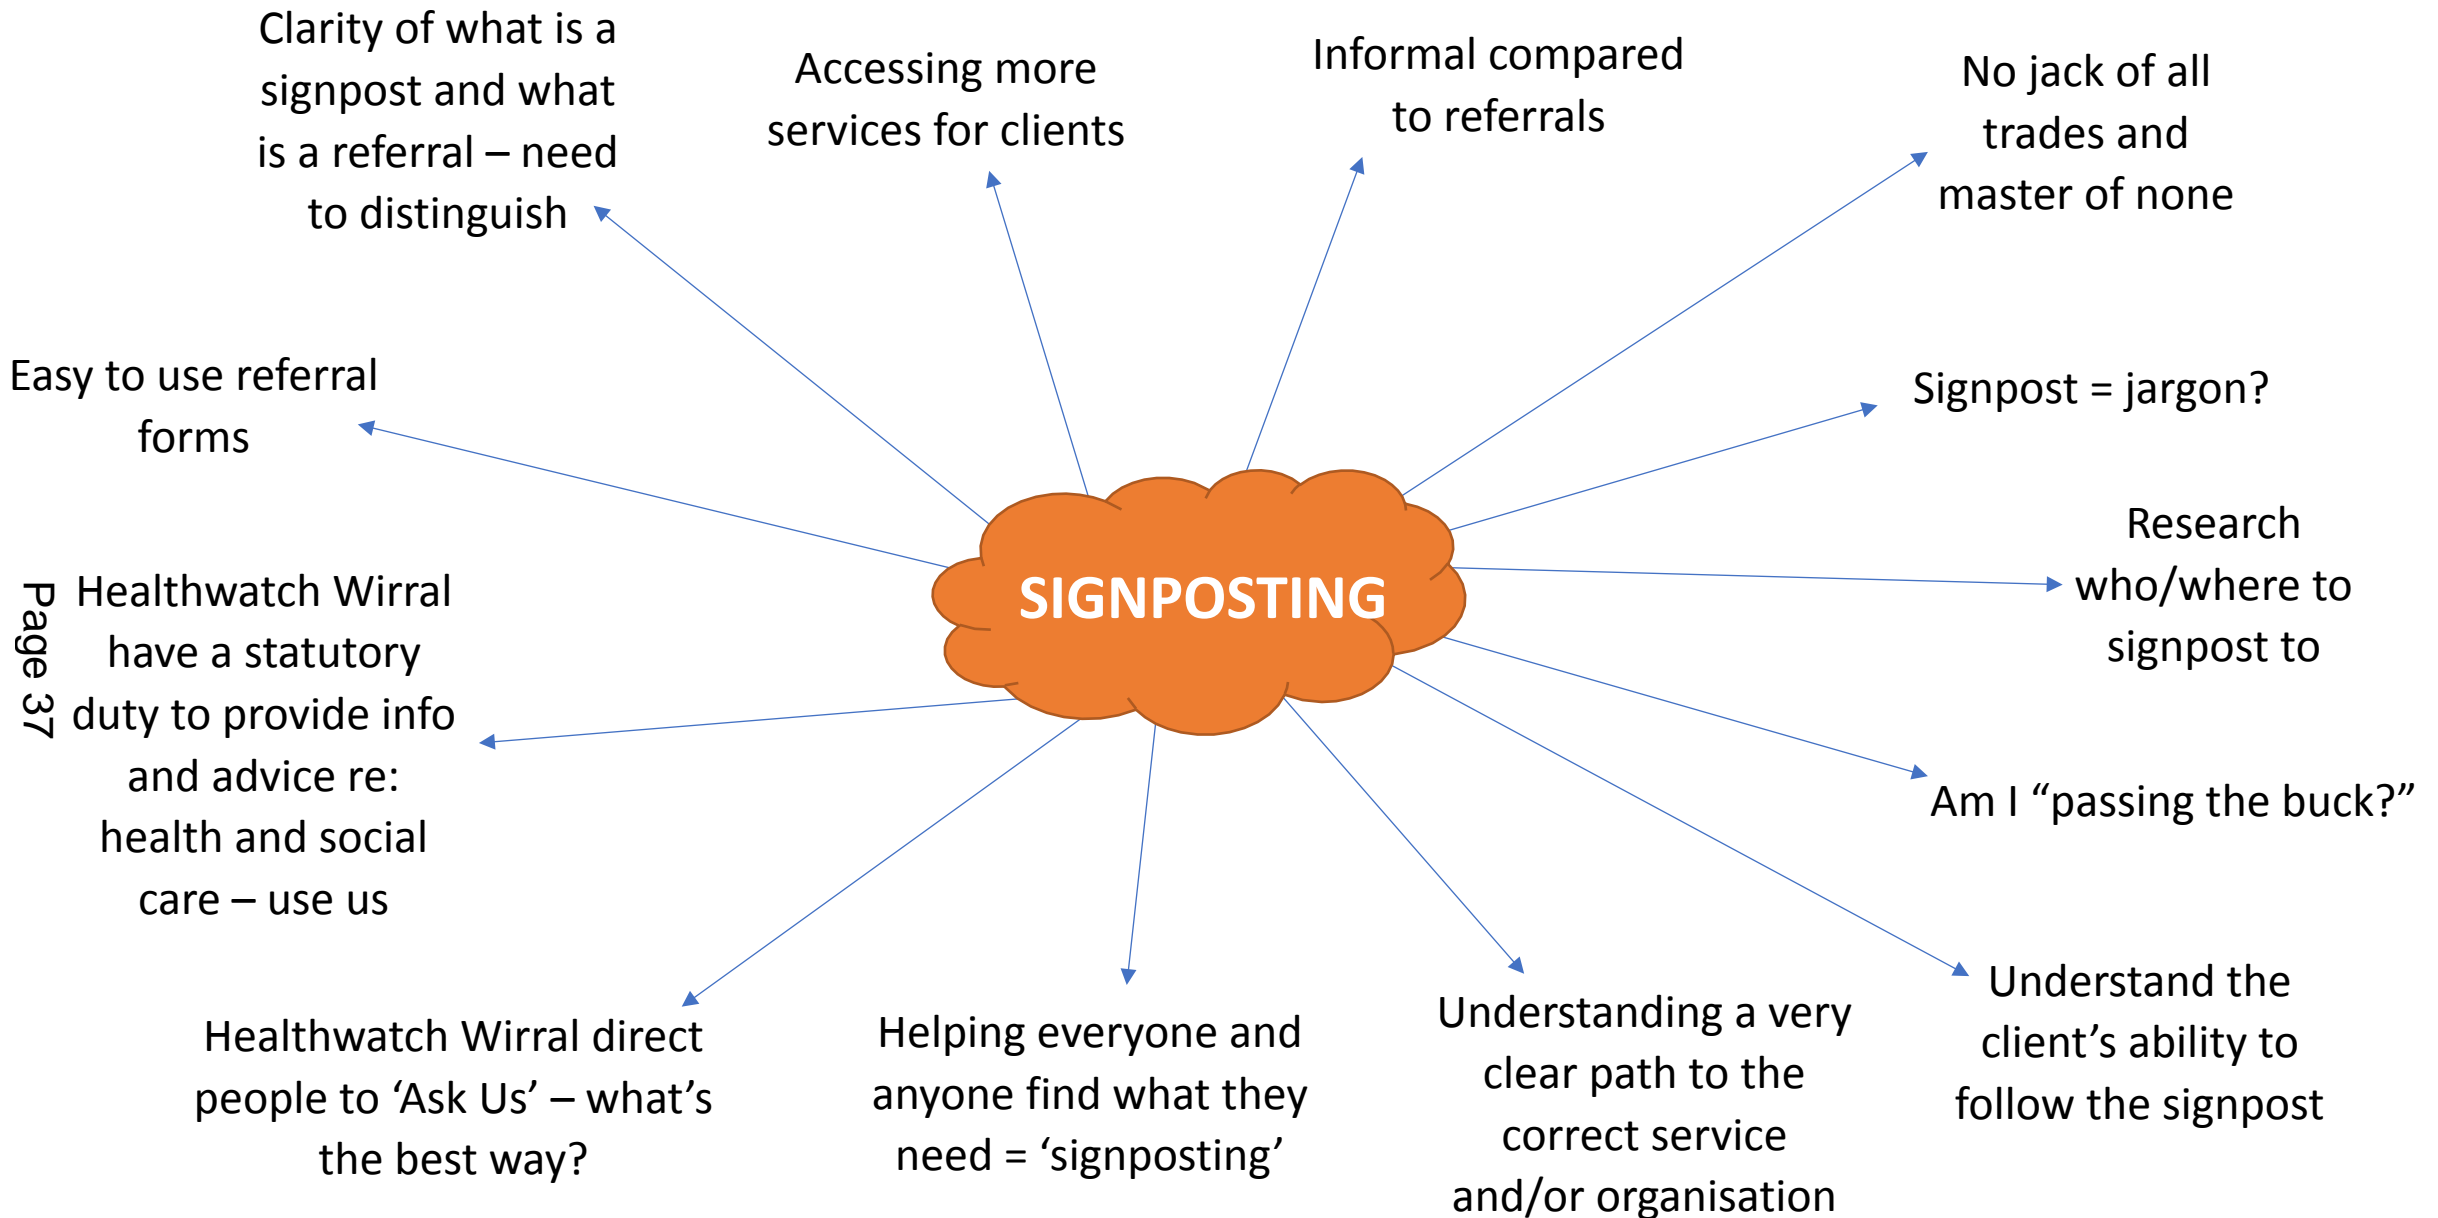 Clarity of what is a
signpost and what
is a referral – need
to distinguish
Accessing more
services for clients
Informal compared
to referrals
No jack of all
trades and
master of none
Easy to use referral
forms
Signpost = jargon?
SIGNPOSTING
Research
who/where to
signpost to
Page 37
Healthwatch Wirral
have a statutory
duty to provide info
and advice re:
health and social
care – use us
Am I “passing the buck?”
Healthwatch Wirral direct
people to ‘Ask Us’ – what’s
the best way?
Helping everyone and
anyone find what they
need = ‘signposting’
Understanding a very
clear path to the
correct service
and/or organisation
Understand the
client’s ability to
follow the signpost